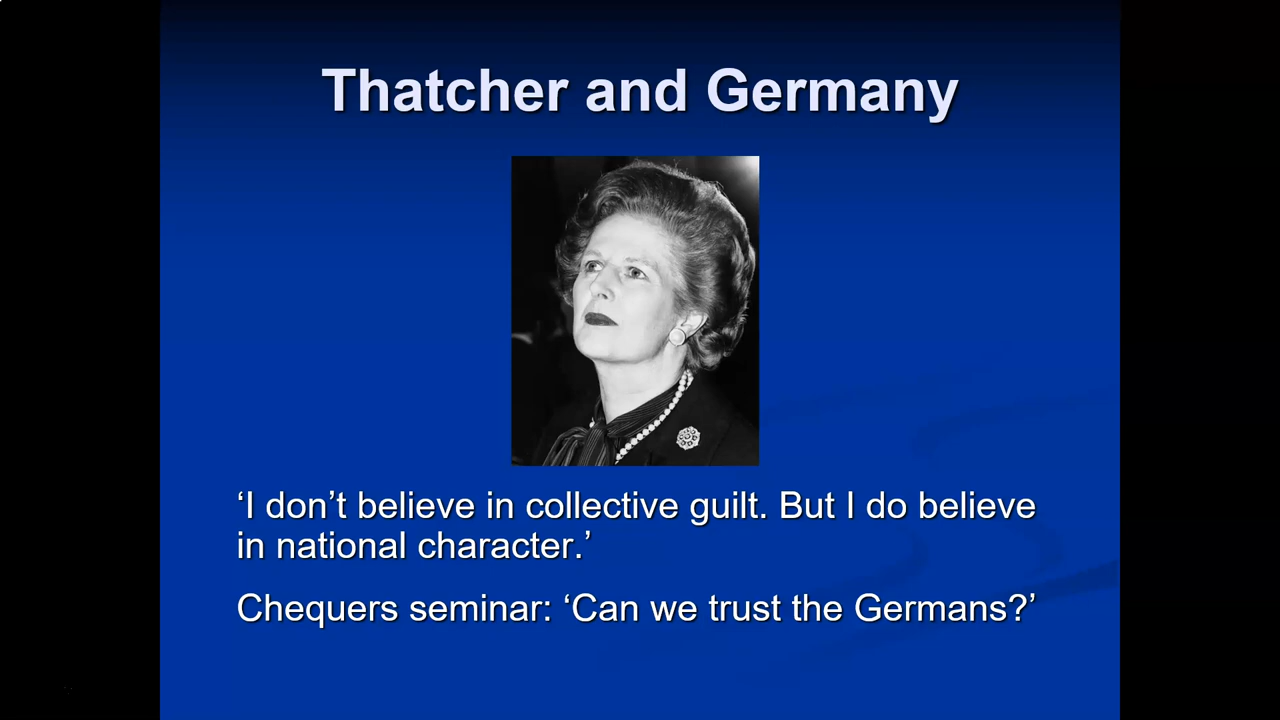 Thatcher and Germany
‘I don’t believe in collective guilt. But I do believe
in national character.’
Chequers seminar: ‘Can we trust the Germans?’